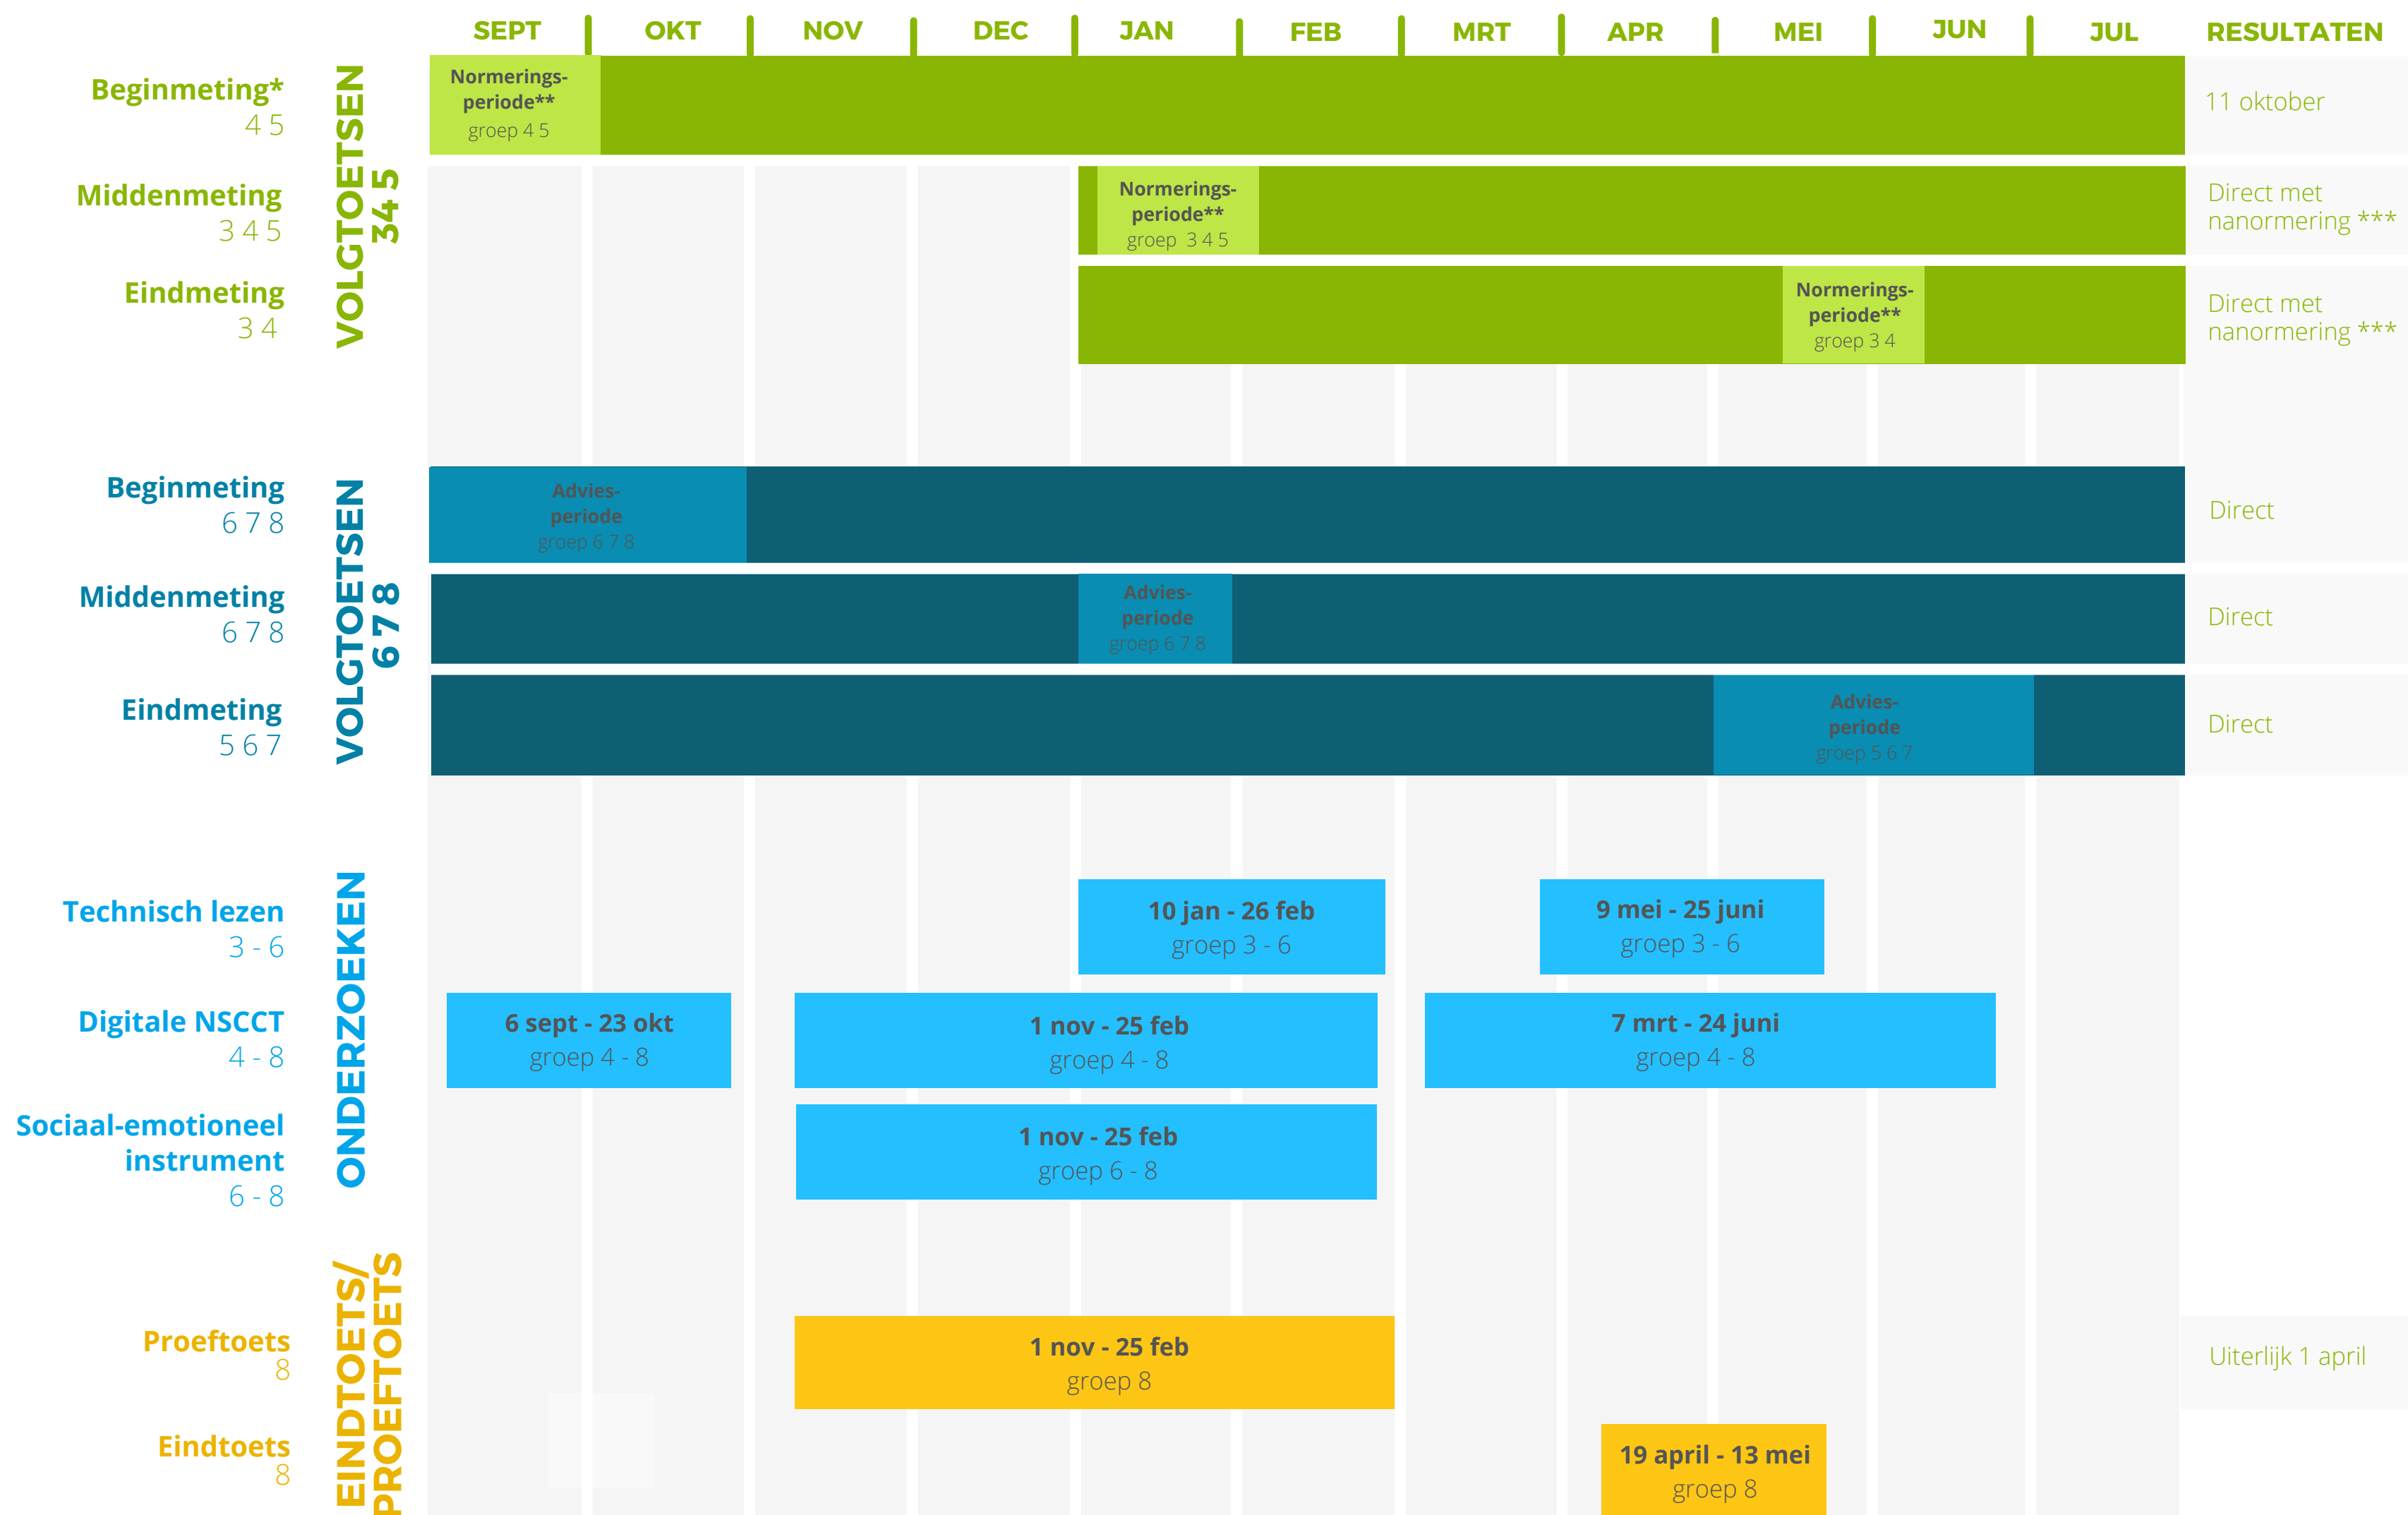 SEPT OKT NOV DEC JAN FEB MRT APR MEI JUN JUL RESULTATEN
VOLGTOETSEN
3 4 5
Beginmeting*
4 5
Normerings-
periode**
groep 4 5
11 oktober
Middenmeting
3 4 5
Normerings-
periode**
groep 3 4 5
Direct met
nanormering ***
Eindmeting
3 4
Normerings-
periode**
groep 3 4
Direct met
nanormering ***
VOLGTOETSEN
6 7 8
Beginmeting
6 7 8
Advies-
periode
groep 6 7 8
Direct
Middenmeting
6 7 8
Advies-
periode
groep 6 7 8
Direct
Eindmeting
5 6 7
Advies-
periode
groep 5 6 7
Direct
ONDERZOEKEN
Technisch lezen
3 - 6
10 jan - 26 feb
groep 3 - 6
9 mei - 25 juni
groep 3 - 6
Digitale NSCCT
4 - 8
6 sept - 23 okt
groep 4 - 8
1 nov - 25 feb
groep 4 - 8
7 mrt - 24 juni
groep 4 - 8
Sociaal-emotioneel
instrument
6 - 8
1 nov - 25 feb
groep 6 - 8
EINDTOETS/
PROEFTOETS
Proeftoets
8
1 nov - 25 feb
groep 8
Uiterlijk 1 april
Eindtoets
8
19 april - 13 mei
groep 8